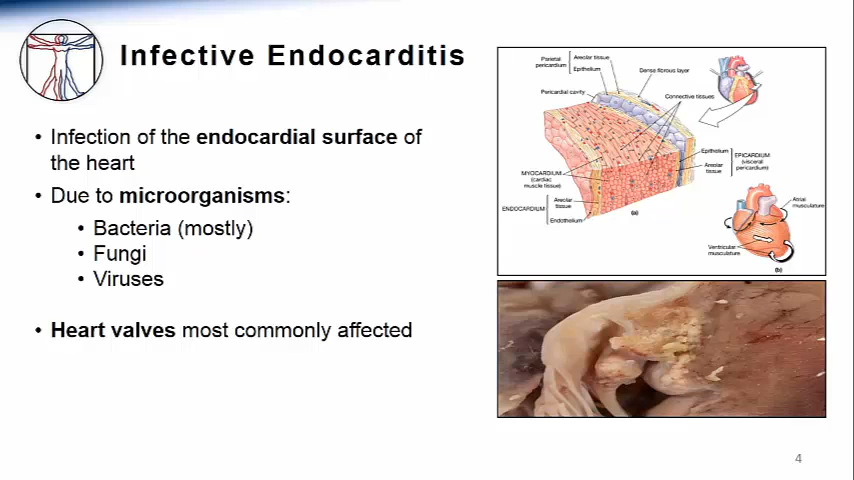 Infective Endocarditis
• Infection of the endocardial surface of
the heart
• Due to microorganisms:
• Bacteria (mostly)
• Fungi
• Viruses
• Heart valves most commonly affected
Parietal
pericardium
Areolar tissue
Epithelium
Dense fibrous layer
Pericardial cavity
Connective tissues
Epithelium
Areolar
tissue
EPICARDIUM
(visceral
pericardium)
MYOCARDIUM
(cardiac
muscle tissue)
ENDOCARDIUM
Areolar
tissue
Endothelium
(a)
Atrial
musculature
Ventricular
musculature
(b)
4